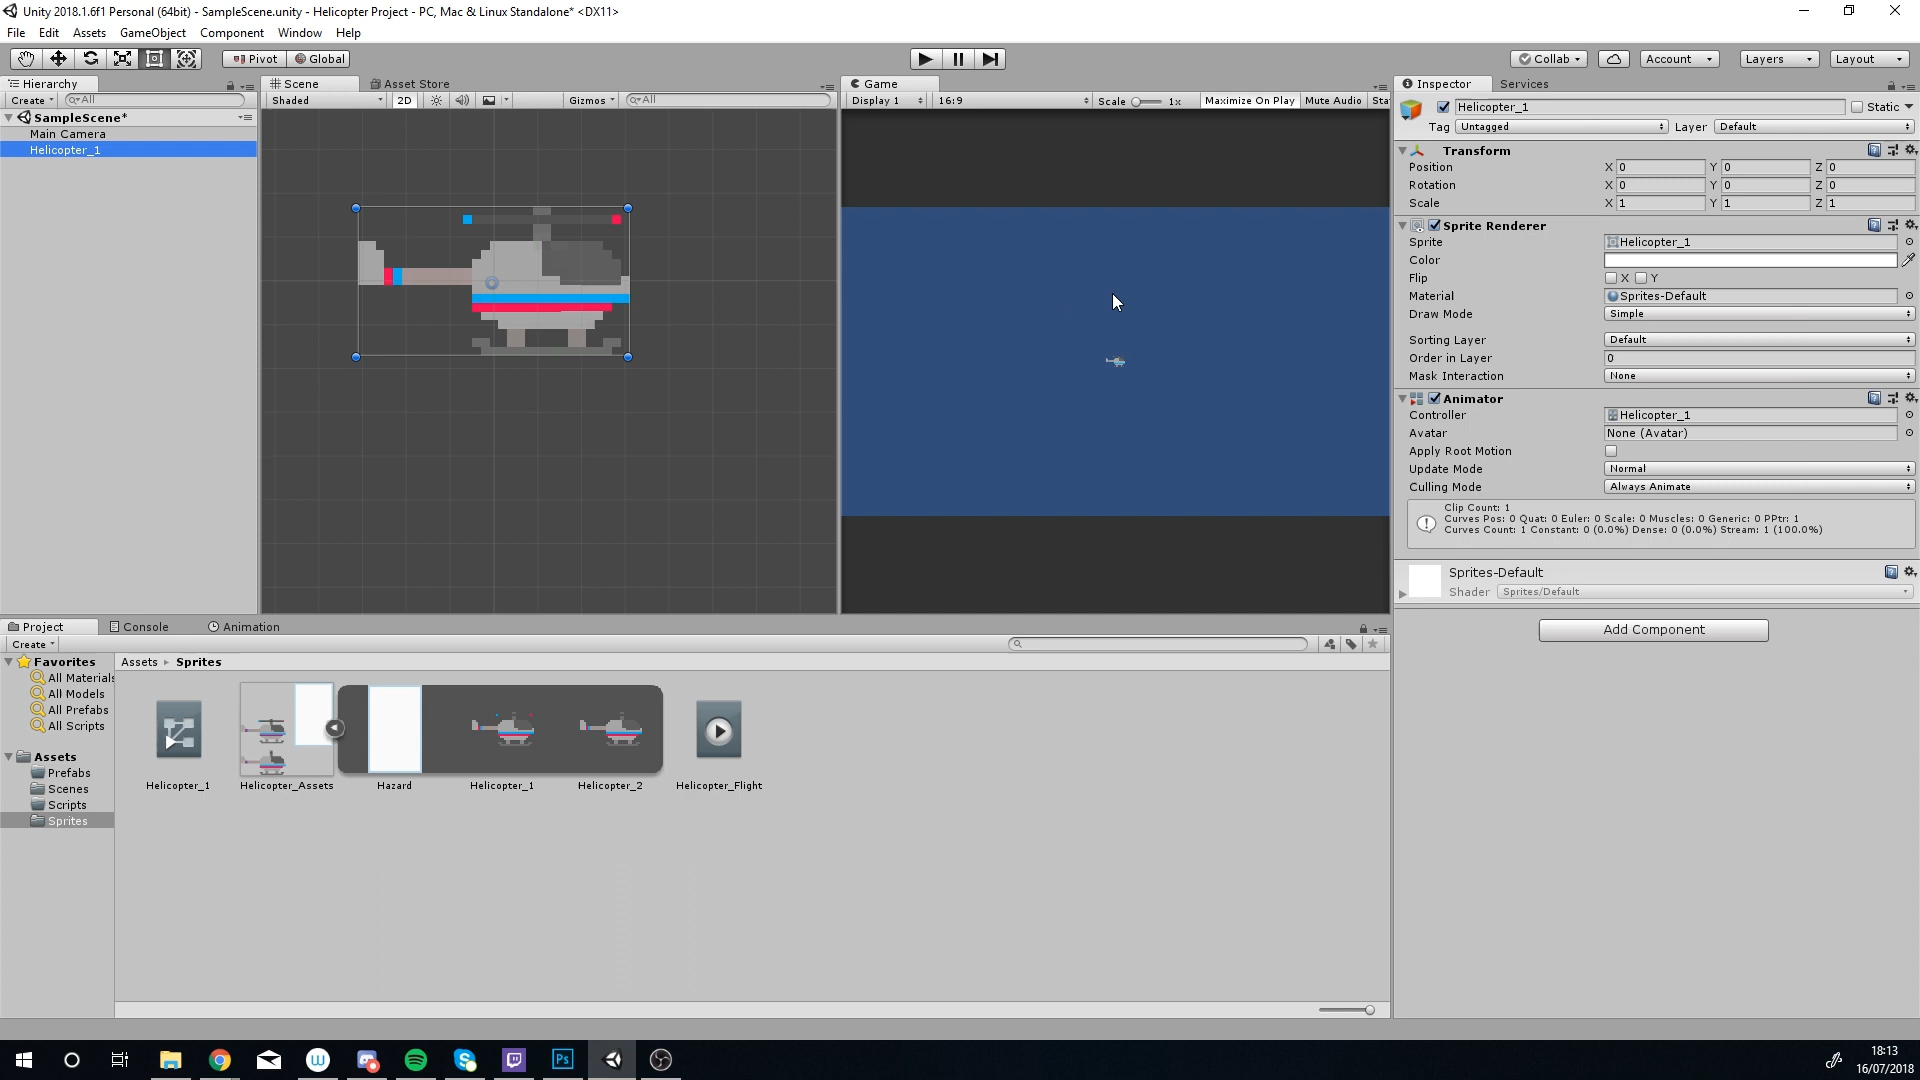 Unity 2018.1.6f1 Personal (64bit) - SampleScene.unity - Helicopter Project - PC, Mac & Linux Standalone* <DX11>
File Edit Assets GameObject Component Window Help
Pivot Global Collab Account Layers Layout
Hierarchy
Create All
SampleScene*
Main Camera
Helicopter_1
Scene Asset Store
Shaded 2D Gizmos All
Game
Display 1 16:9 Scale 1x Maximize On Play Mute Audio Sta
Inspector Services
Helicopter_1 Static
Tag Untagged Layer Default
Transform
Position X 0 Y 0 Z 0
Rotation X 0 Y 0 Z 0
Scale X 1 Y 1 Z 1
Sprite Renderer
Sprite Helicopter_1
Color
Flip X Y
Material Sprites-Default
Draw Mode Simple
Sorting Layer Default
Order in Layer 0
Mask Interaction None
Animator
Controller Helicopter_1
Avatar None (Avatar)
Apply Root Motion
Update Mode Normal
Culling Mode Always Animate
Clip Count: 1
Curves Pos: 0 Quat: 0 Euler: 0 Scale: 0 Muscles: 0 Generic: 0 PPtr: 1
Curves Count: 1 Constant: 0 (0.0%) Dense: 0 (0.0%) Stream: 1 (100.0%)
Sprites-Default
Shader Sprites/Default
Add Component
Project Console Animation
Create
Favorites
All Materials
All Models
All Prefabs
All Scripts
Assets
Prefabs
Scenes
Scripts
Sprites
Assets Sprites
Helicopter_1 Helicopter_Assets Hazard Helicopter_1 Helicopter_2 Helicopter_Flight
Ps
18:13
16/07/2018